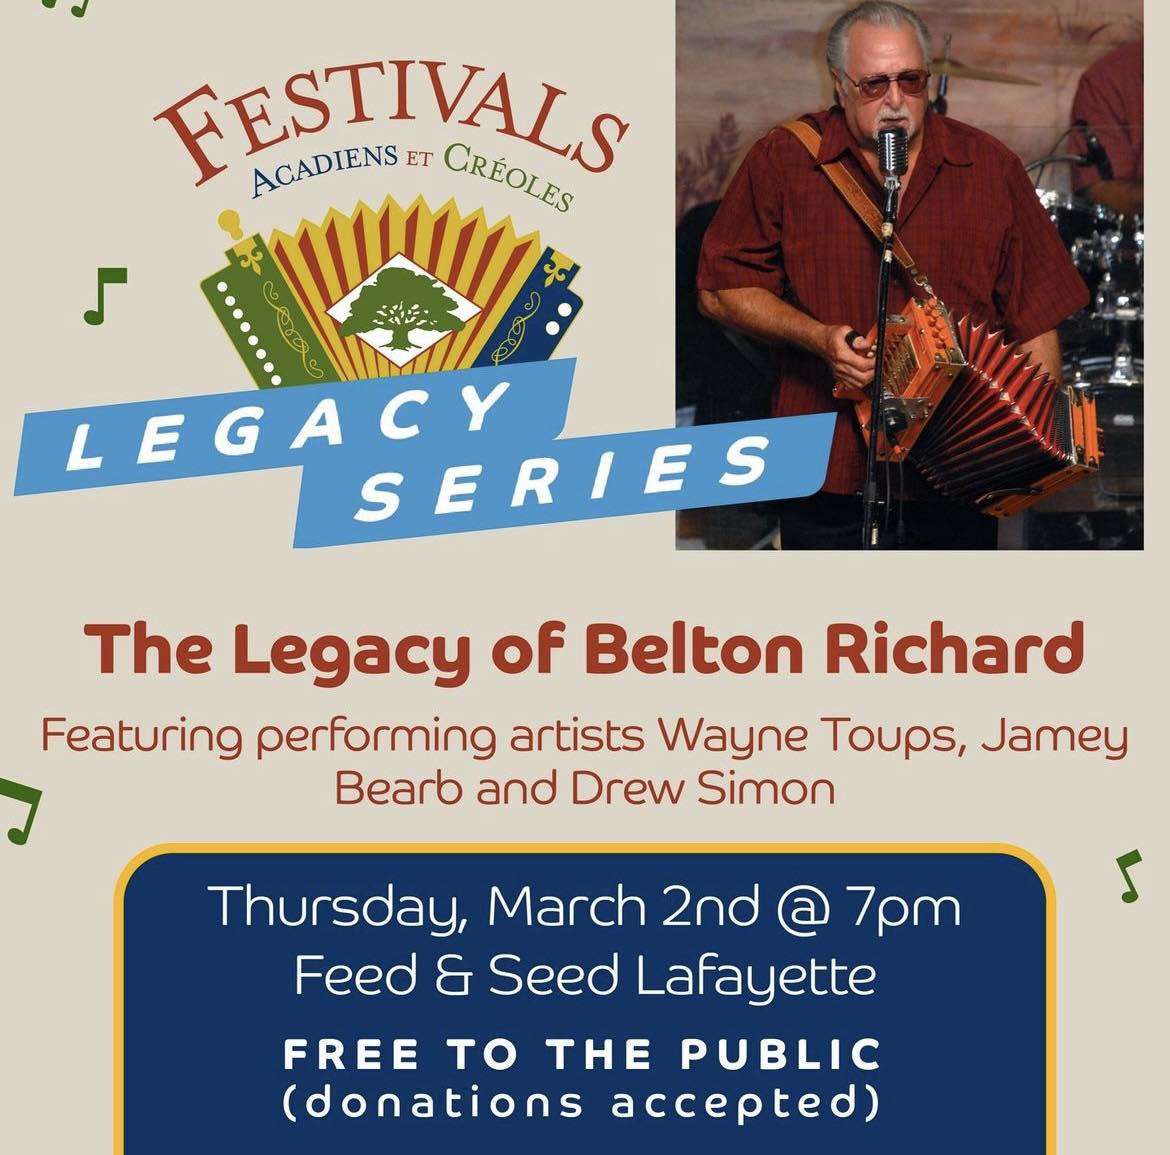 FESTIVALS
ACADIENS ET CRÉOLES
LEGACY
SERIES
The Legacy of Belton Richard
Featuring performing artists Wayne Toups, Jamey
Bearb and Drew Simon
Thursday, March 2nd @ 7pm
Feed & Seed Lafayette
FREE TO THE PUBLIC
(donations accepted)